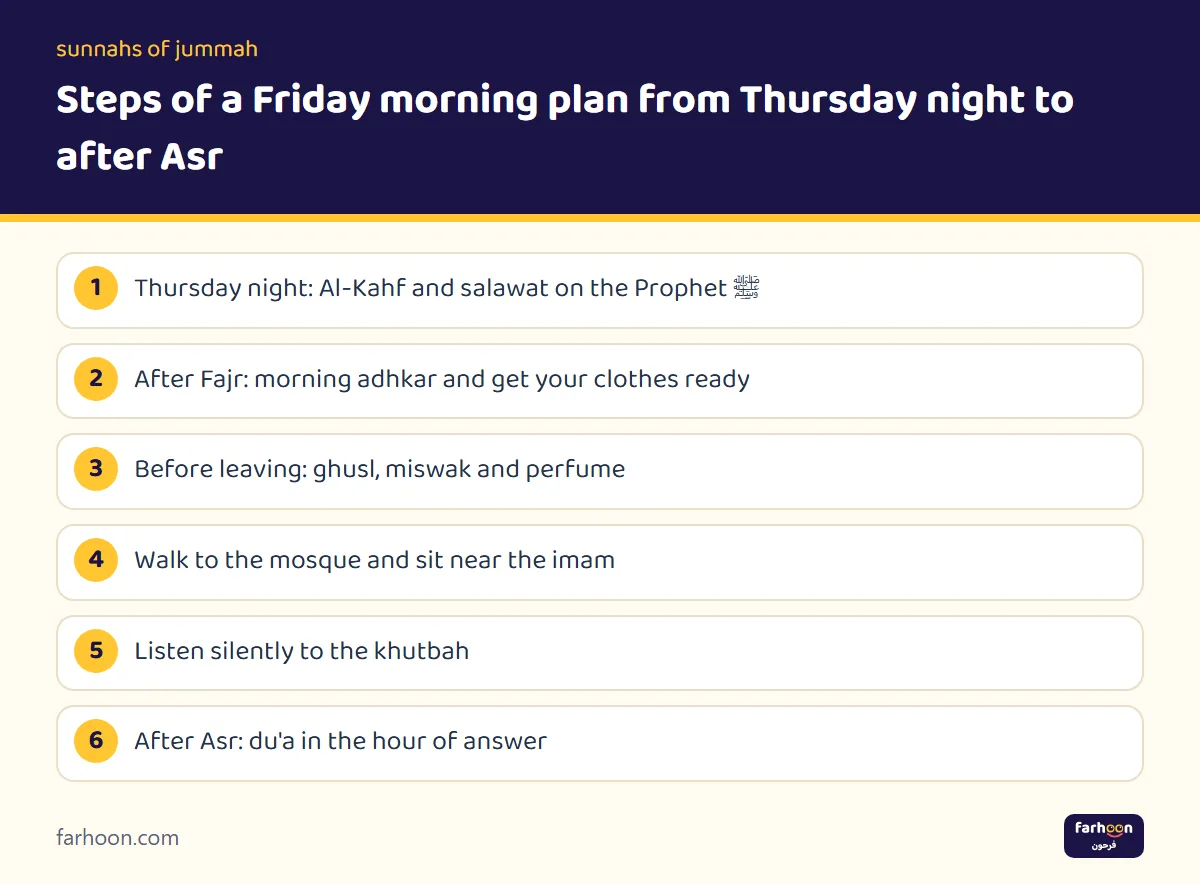 sunnahs of jummah
Steps of a Friday morning plan from Thursday night to
after Asr
1 Thursday night: Al-Kahf and salawat on the Prophet ﷺ
2 After Fajr: morning adhkar and get your clothes ready
3 Before leaving: ghusl, miswak and perfume
4 Walk to the mosque and sit near the imam
5 Listen silently to the khutbah
6 After Asr: du'a in the hour of answer
farhoon.com
farhoon
فرحون